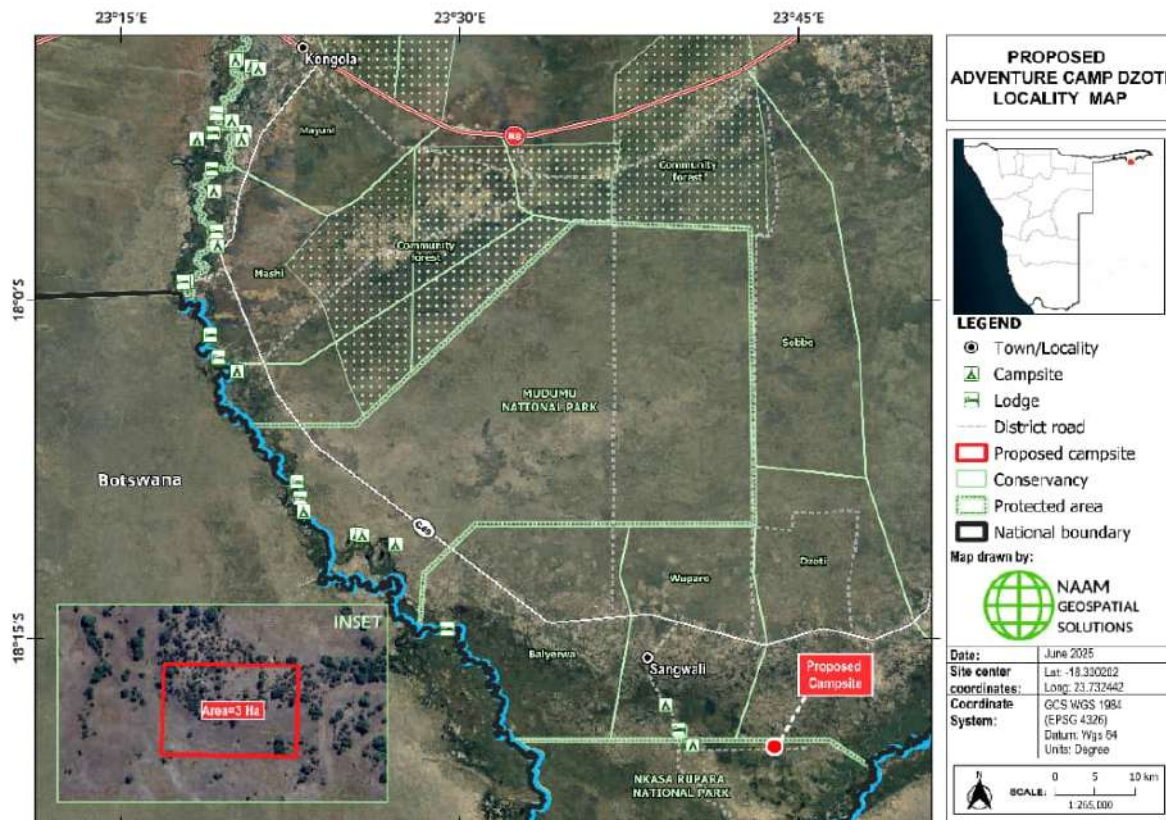 23°15'E
23°30'E
23°45'E
Kongola
B8
Mayuni
Community
forest
Community
forest
Mashi
18°0'S
Sobbe
MUDUMU
NATIONAL PARK
Botswana
C49
Wuparo
Dzoti
INSET
18°15'S
Balyerwa
Sangwali
Proposed
Campsite
Area=3 Ha
NKASA RUPARA
NATIONAL PARK
PROPOSED
ADVENTURE CAMP DZOTI
LOCALITY MAP
LEGEND
Town/Locality
Campsite
Lodge
District road
Proposed campsite
Conservancy
Protected area
National boundary
Map drawn by:
NAAM
GEOSPATIAL
SOLUTIONS
Date: June 2025
Site center Lat: -18.330202
coordinates: Long: 23.732442
Coordinate GCS WGS 1984
System: (EPSG 4326)
Datum: Wgs 84
Units: Degree
N
0 5 10 km
SCALE:
1:265,000